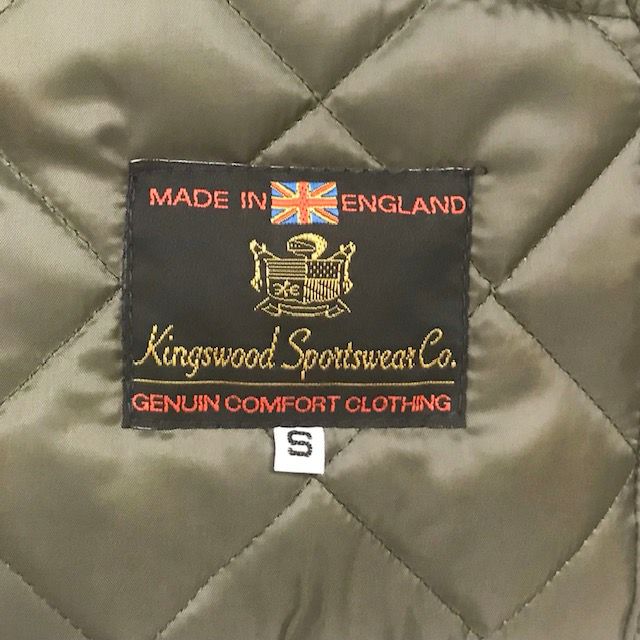 MADE IN ENGLAND
Kingswood Sportswear Co.
GENUIN COMFORT CLOTHING
S